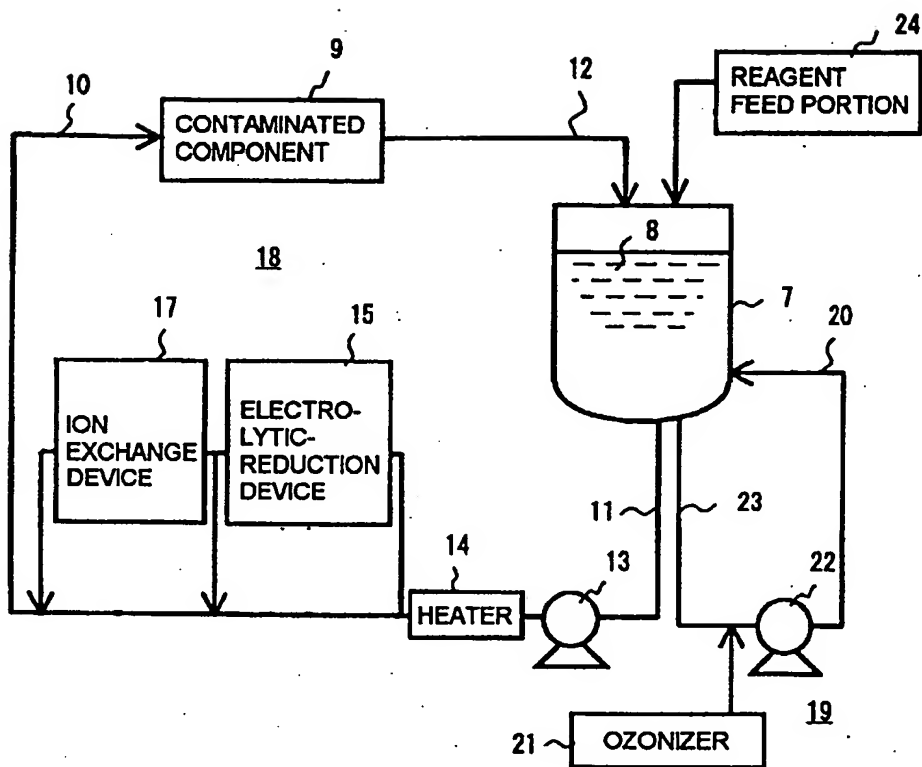 24
9
10
12
REAGENT
FEED PORTION
CONTAMINATED
COMPONENT
8
18
7
17
15
20
ION
EXCHANGE
DEVICE
ELECTRO-
LYTIC-
REDUCTION
DEVICE
11
23
14
13
22
HEATER
19
21
OZONIZER